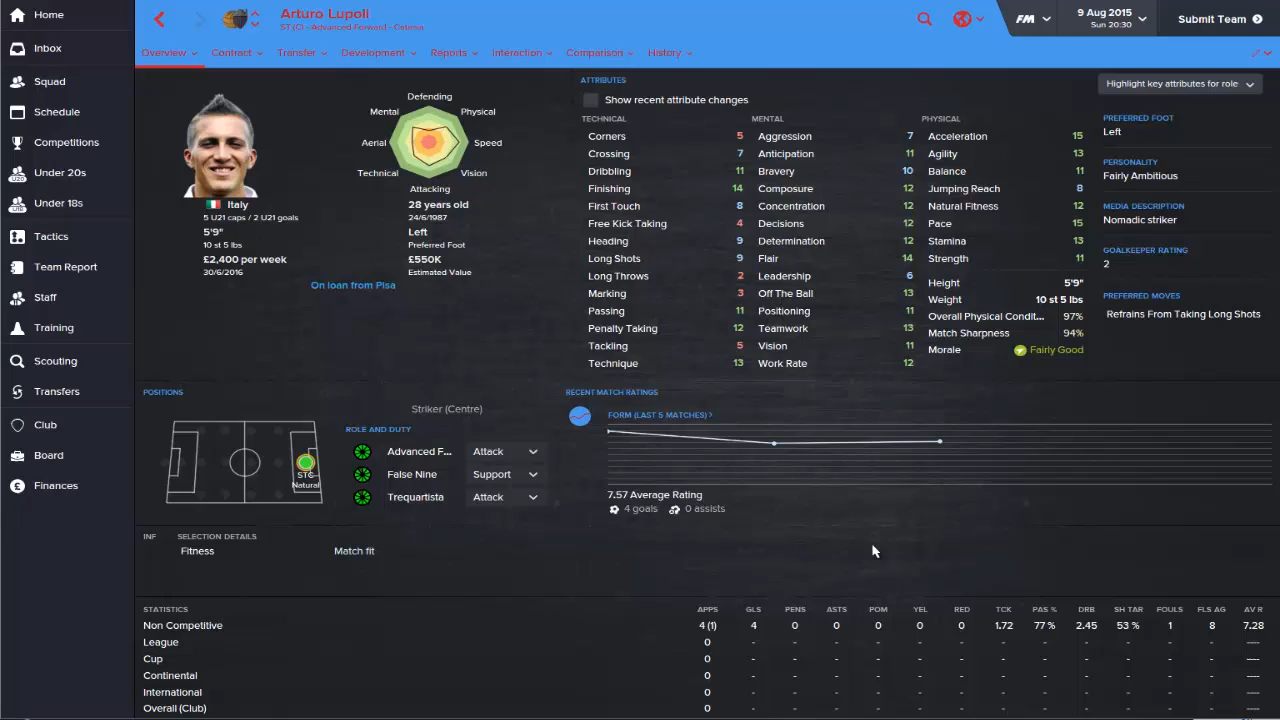 Home
Inbox
Squad
Schedule
Competitions
Under 20s
Under 18s
Tactics
Team Report
Staff
Training
Scouting
Transfers
Club
Board
Finances
Arturo Lupoli
ST (C) - Advanced Forward - Catania
FM
9 Aug 2015
Sun 20:30
Submit Team
Overview Contract Transfer Development Reports Interaction Comparison History
Italy
5 U21 caps / 2 U21 goals
5'9"
10 st 5 lbs
£2,400 per week
30/6/2016
Defending
Mental Physical
Aerial Speed
Technical Vision
Attacking
28 years old
24/6/1987
Left
Preferred Foot
£550K
Estimated Value
On loan from Pisa
ATTRIBUTES
Show recent attribute changes
Highlight key attributes for role
TECHNICAL MENTAL PHYSICAL
Corners 5 Aggression 7 Acceleration 15
Crossing 7 Anticipation 11 Agility 13
Dribbling 11 Bravery 10 Balance 11
Finishing 14 Composure 12 Jumping Reach 8
First Touch 8 Concentration 12 Natural Fitness 12
Free Kick Taking 4 Decisions 12 Pace 15
Heading 9 Determination 12 Stamina 13
Long Shots 9 Flair 14 Strength 11
Long Throws 2 Leadership 6 Height 5'9"
Marking 3 Off The Ball 13 Weight 10 st 5 lbs
Passing 11 Positioning 11 Overall Physical Condit... 97%
Penalty Taking 12 Teamwork 13 Match Sharpness 94%
Tackling 5 Vision 11 Morale Fairly Good
Technique 13 Work Rate 12
PREFERRED FOOT
Left
PERSONALITY
Fairly Ambitious
MEDIA DESCRIPTION
Nomadic striker
GOALKEEPER RATING
2
PREFERRED MOVES
Refrains From Taking Long Shots
POSITIONS
STC
Natural
Striker (Centre)
ROLE AND DUTY
Advanced F... Attack
False Nine Support
Trequartista Attack
RECENT MATCH RATINGS
FORM (LAST 5 MATCHES) >
7.57 Average Rating
4 goals 0 assists
INF SELECTION DETAILS
Fitness Match fit
STATISTICS APPS GLS PENS ASTS POM YEL RED TCK PAS % DRB SH TAR FOULS FLS AG AV R
Non Competitive 4 (1) 4 0 0 0 0 0 1.72 77 % 2.45 53 % 1 8 7.28
League 0 - - - - - - - - - - - - ---
Cup 0 - - - - - - - - - - - - ---
Continental 0 - - - - - - - - - - - - ---
International 0 - - - - - - - - - - - - ---
Overall (Club) 0 - - - - - - - - - - - - ---